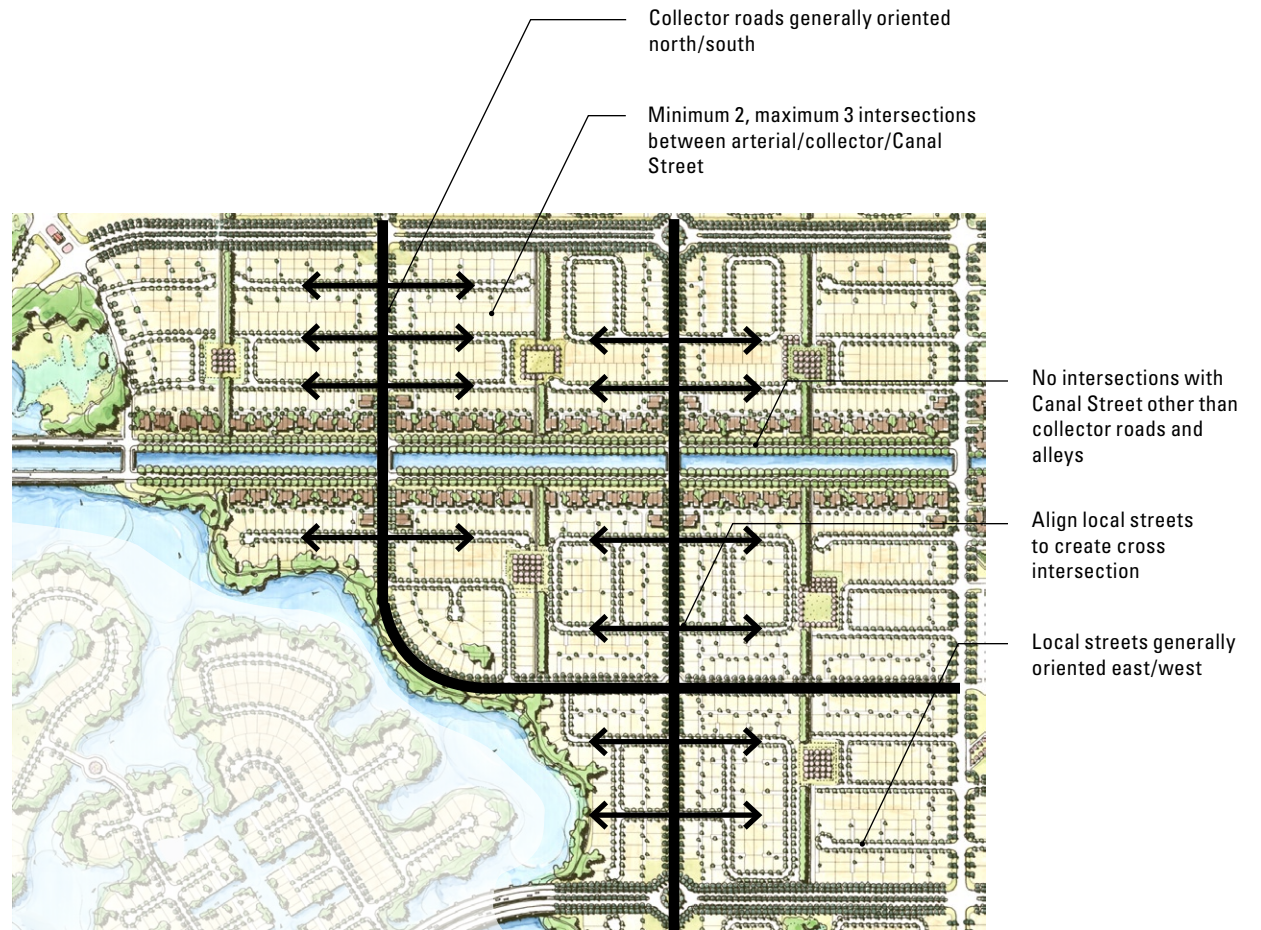 Collector roads generally oriented
north/south
Minimum 2, maximum 3 intersections
between arterial/collector/Canal
Street
No intersections with
Canal Street other than
collector roads and
alleys
Align local streets
to create cross
intersection
Local streets generally
oriented east/west